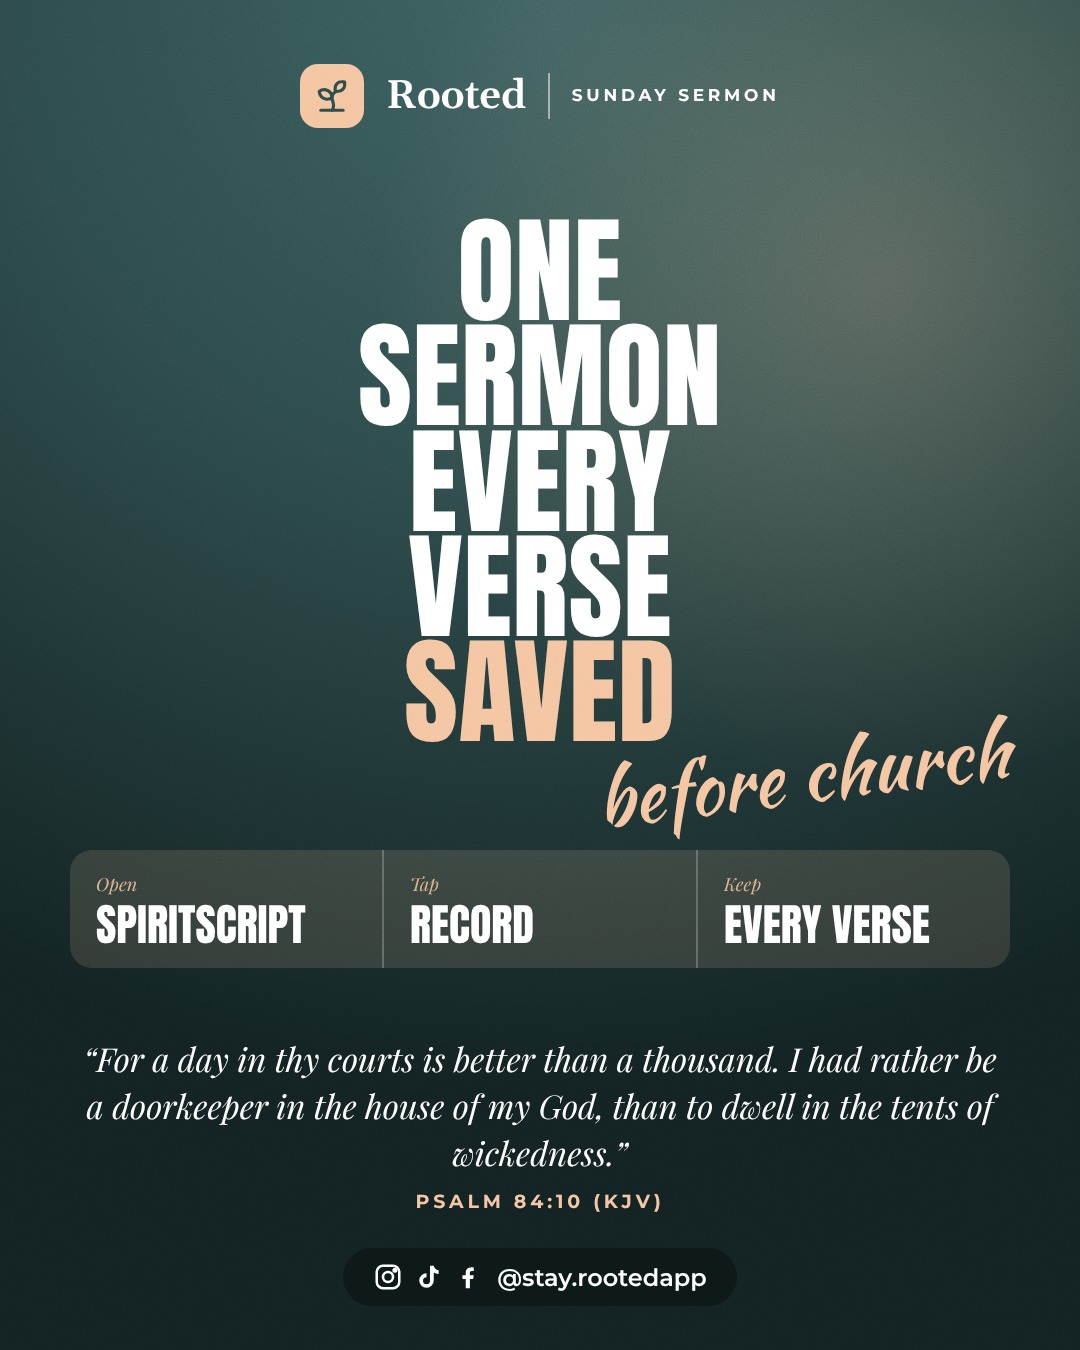 Rooted
SUNDAY SERMON
ONE
SERMON
EVERY
VERSE
SAVED
before church
Open
SPIRITSCRIPT
Tap
RECORD
Keep
EVERY VERSE
“For a day in thy courts is better than a thousand. I had rather be
a doorkeeper in the house of my God, than to dwell in the tents of
wickedness.”
PSALM 84:10 (KJV)
@stay.rootedapp